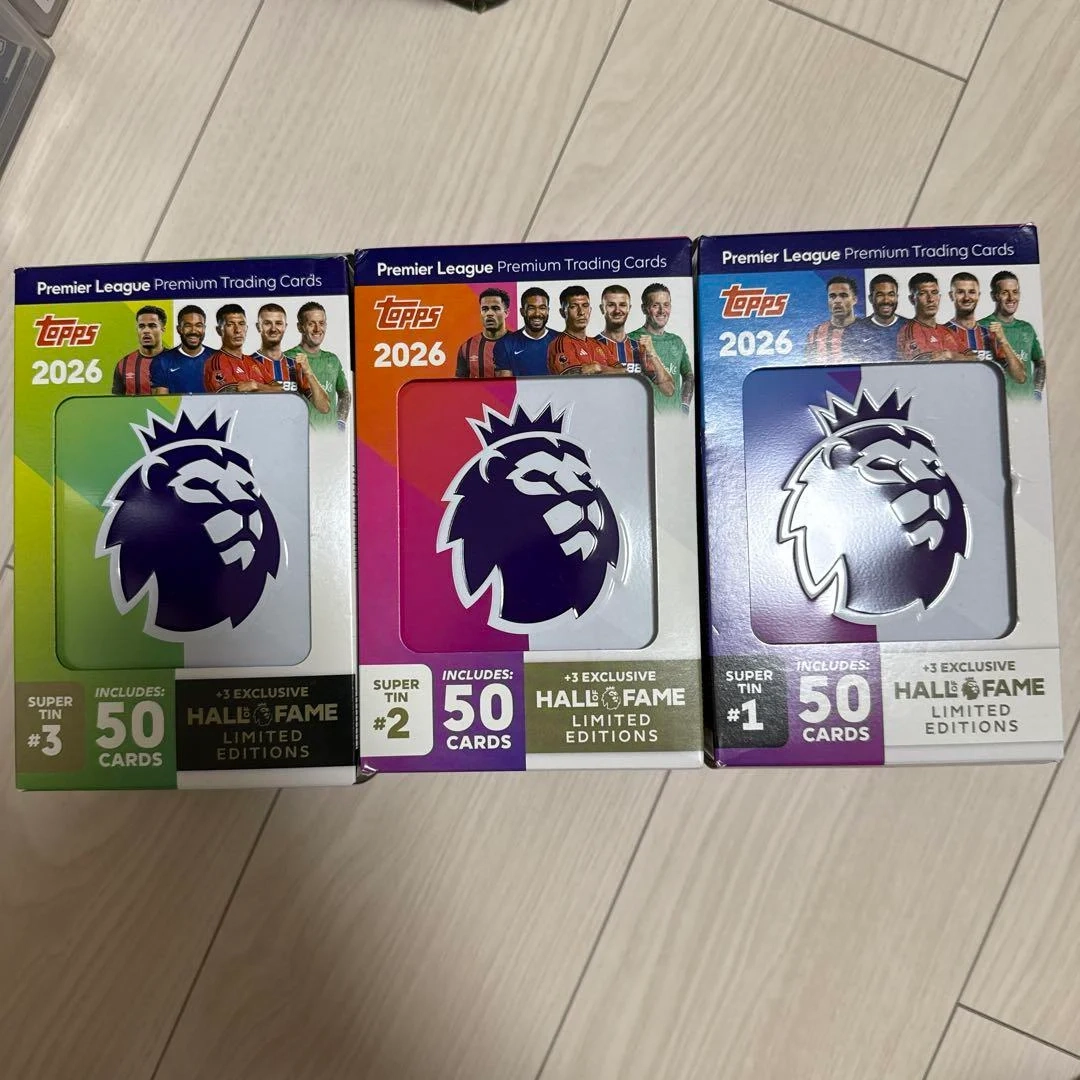 Premier League Premium Trading Cards
Topps
2026
SUPER
TIN
#3
INCLUDES:
50
CARDS
+3 EXCLUSIVE
HALL OF FAME
LIMITED
EDITIONS
Premier League Premium Trading Cards
Topps
2026
SUPER
TIN
#2
INCLUDES:
50
CARDS
+3 EXCLUSIVE
HALL OF FAME
LIMITED
EDITIONS
Premier League Premium Trading Cards
Topps
2026
SUPER
TIN
#1
INCLUDES:
50
CARDS
+3 EXCLUSIVE
HALL OF FAME
LIMITED
EDITIONS